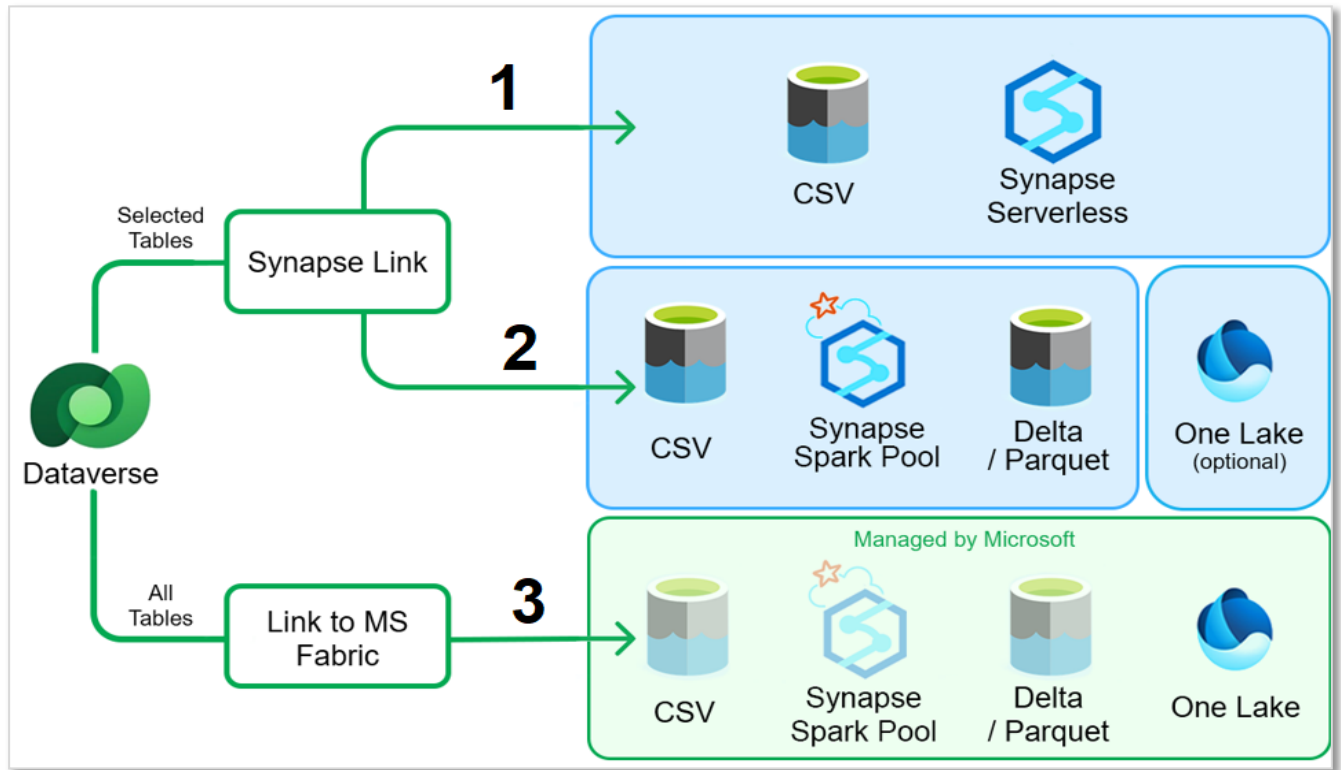 1
CSV
Synapse
Serverless
Selected
Tables
Synapse Link
2
CSV
Synapse
Spark Pool
Delta
/ Parquet
One Lake
(optional)
Dataverse
All
Tables
Link to MS
Fabric
3
Managed by Microsoft
CSV
Synapse
Spark Pool
Delta
/ Parquet
One Lake